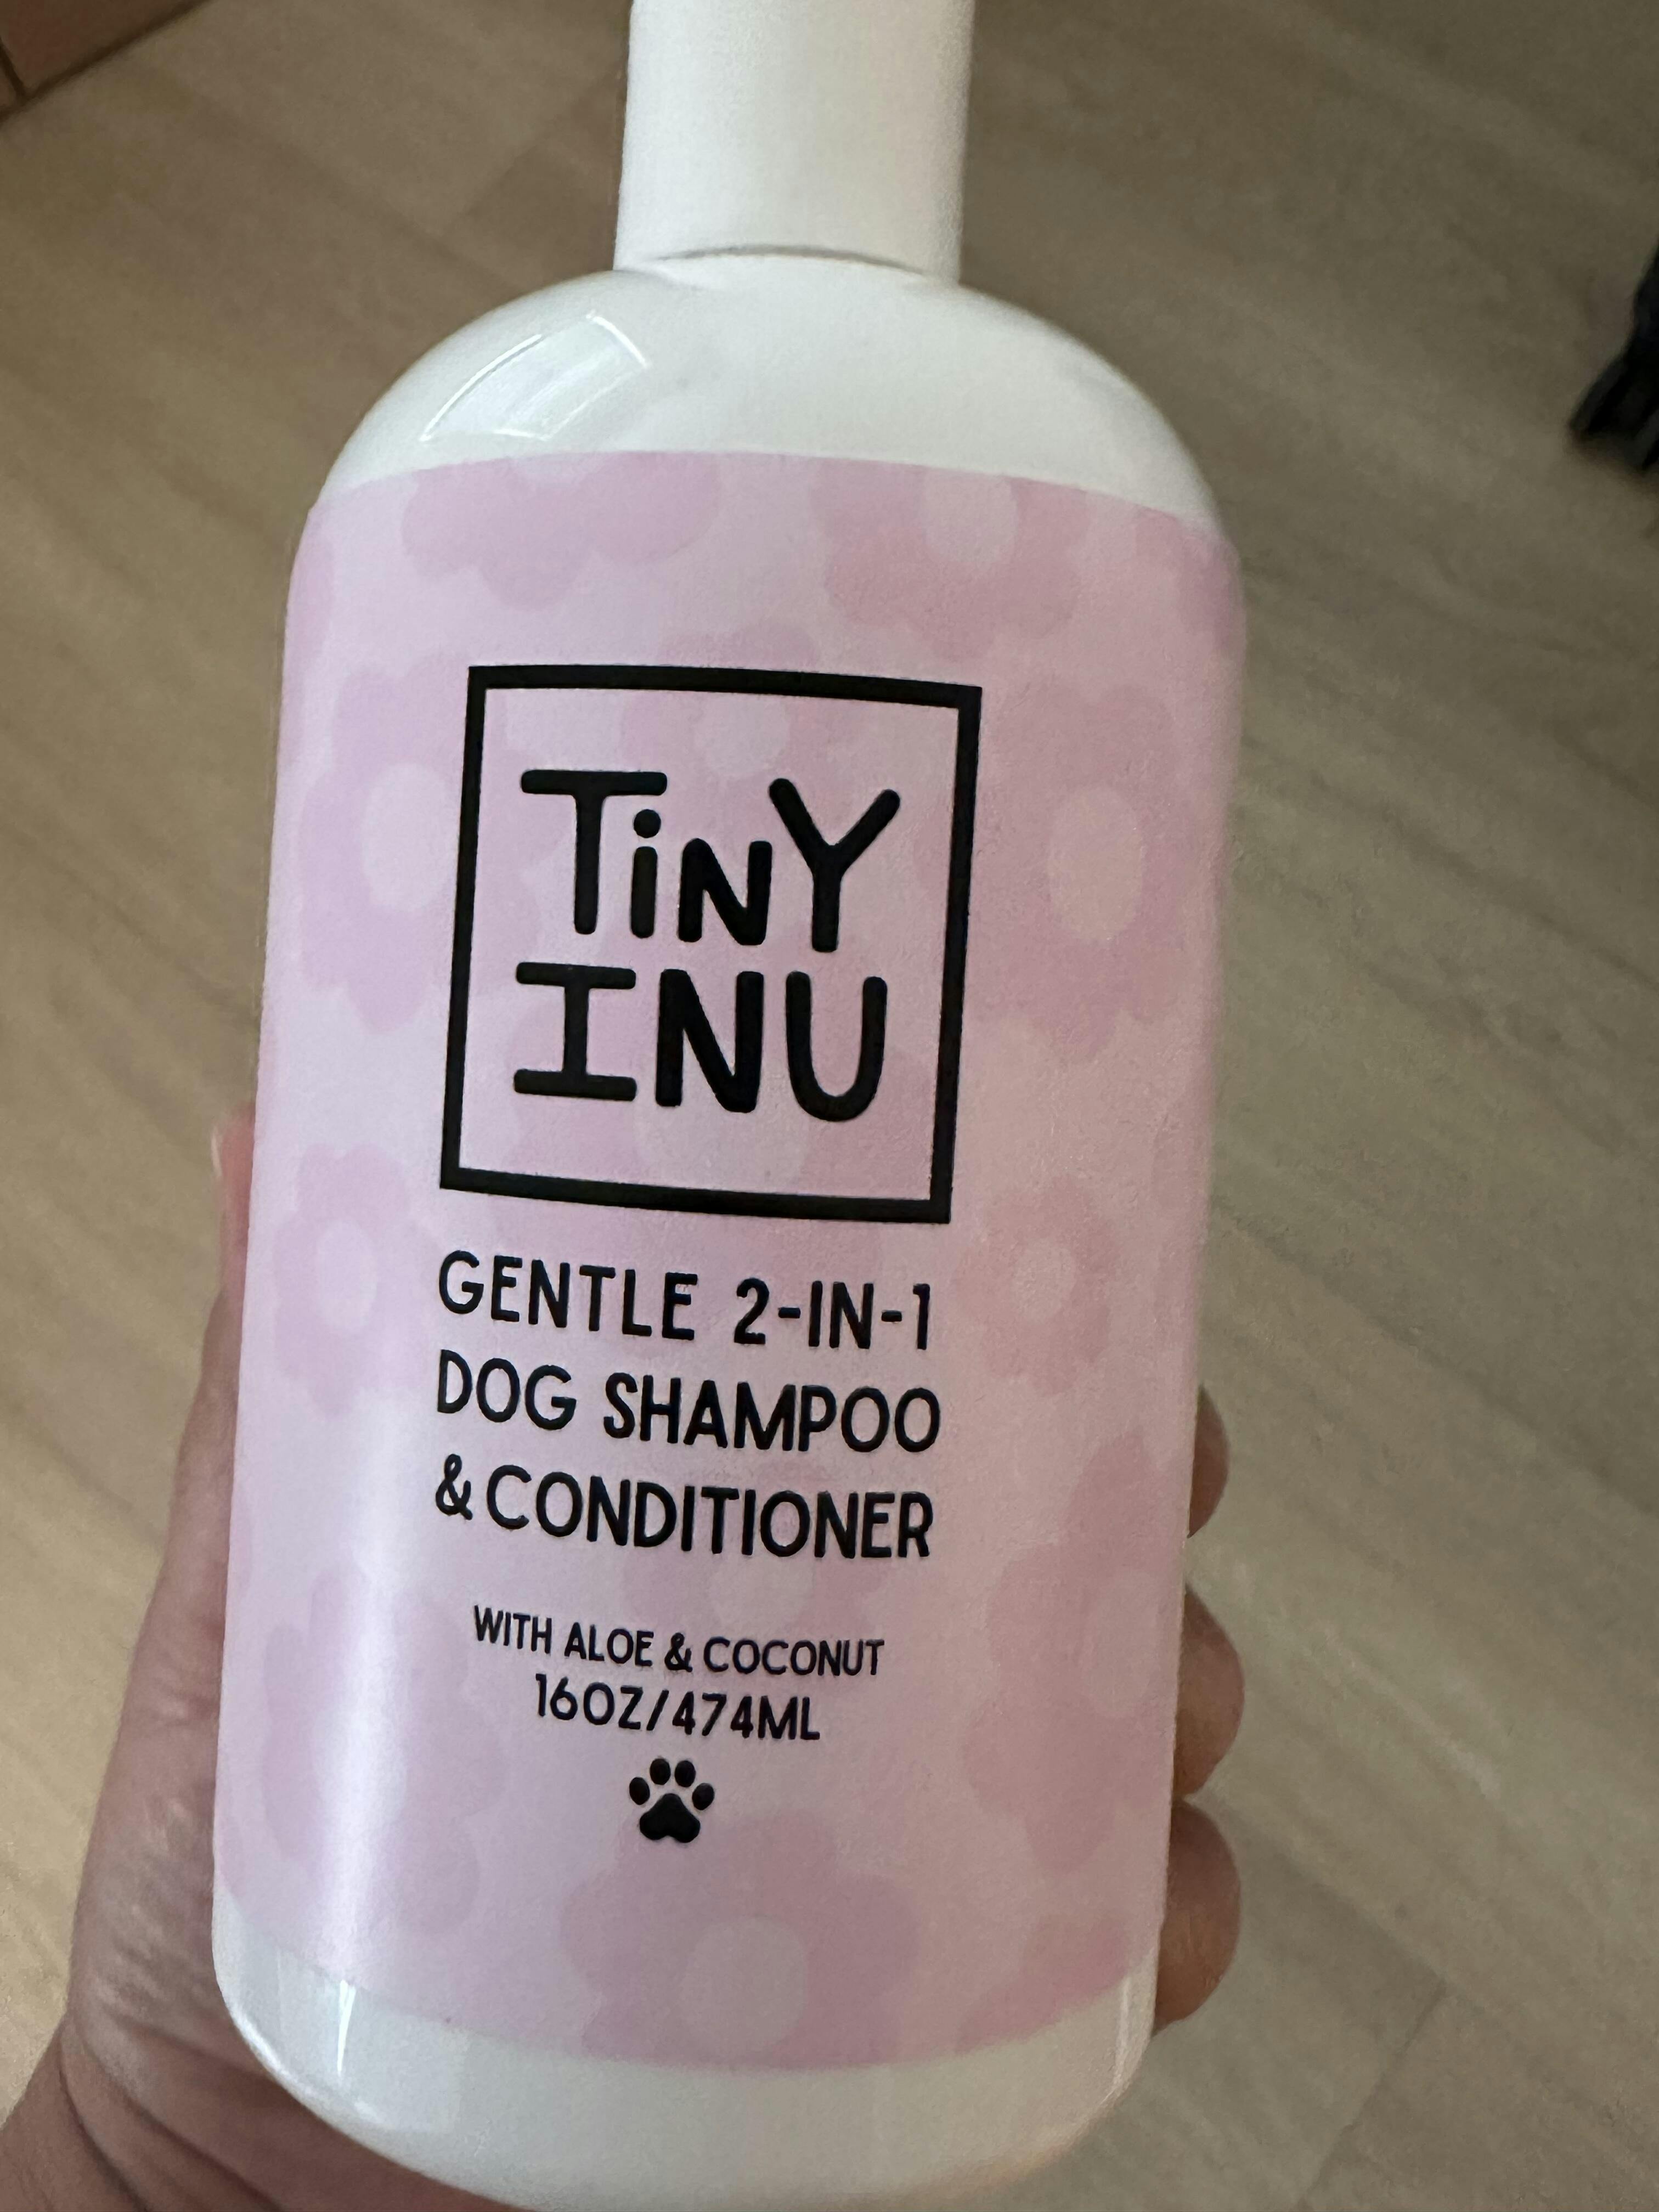 TiNY
INU
GENTLE 2-IN-1
DOG SHAMPOO
& CONDITIONER
WITH ALOE & COCONUT
16OZ/474ML